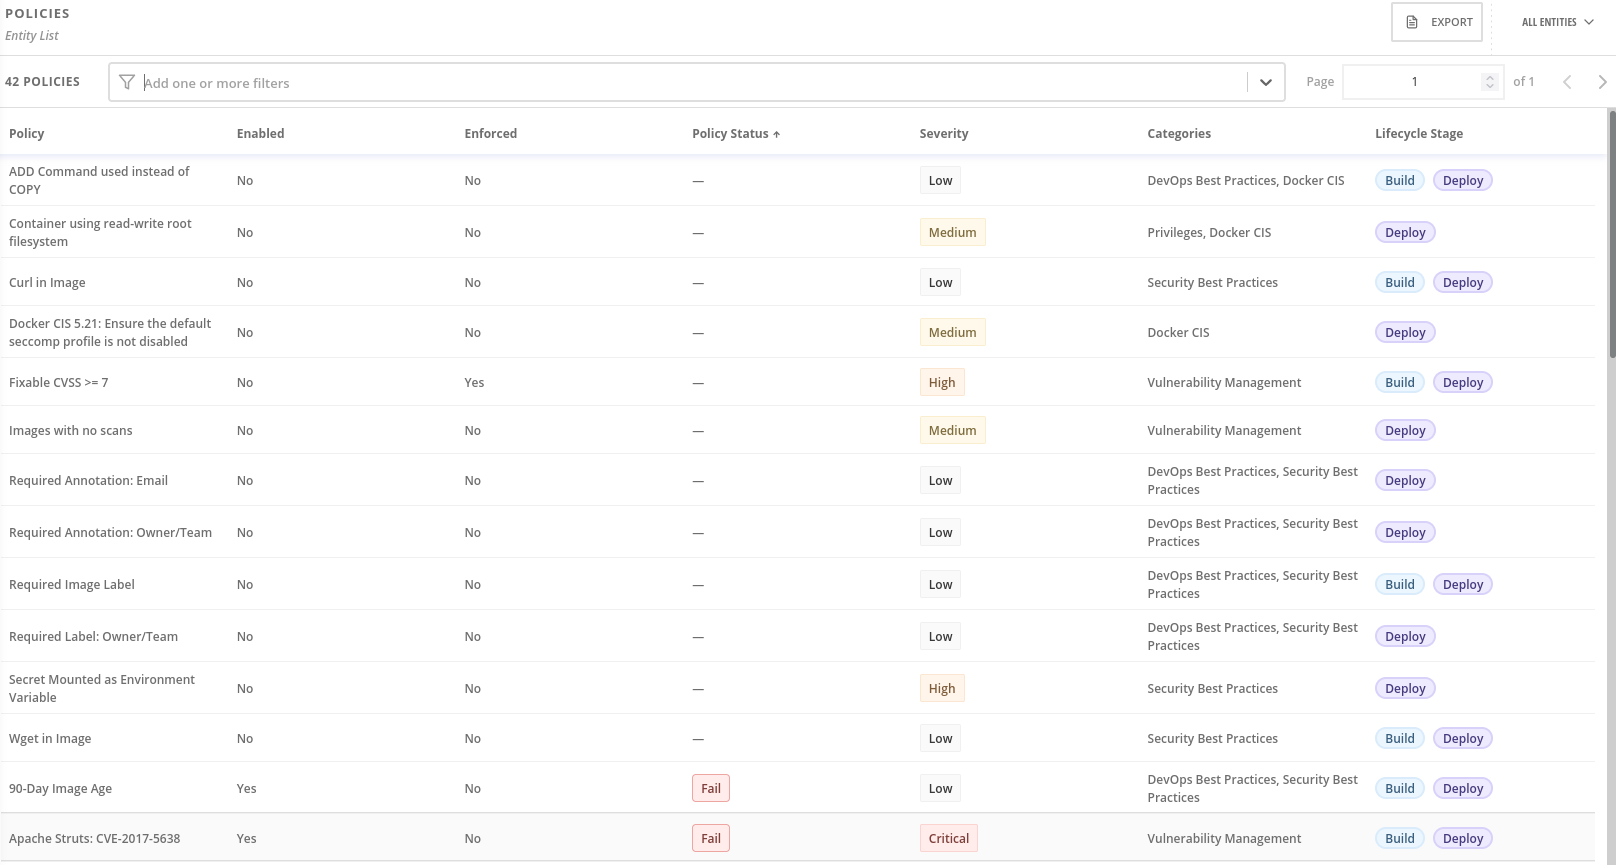 POLICIES
Entity List
EXPORT
ALL ENTITIES
42 POLICIES
Add one or more filters
Page
1
of 1
Policy Enabled Enforced Policy Status ↑ Severity Categories Lifecycle Stage
ADD Command used instead of
COPY
No No — Low DevOps Best Practices, Docker CIS Build Deploy
Container using read-write root
filesystem
No No — Medium Privileges, Docker CIS Deploy
Curl in Image No No — Low Security Best Practices Build Deploy
Docker CIS 5.21: Ensure the default
seccomp profile is not disabled
No No — Medium Docker CIS Deploy
Fixable CVSS >= 7 No Yes — High Vulnerability Management Build Deploy
Images with no scans No No — Medium Vulnerability Management Deploy
Required Annotation: Email No No — Low DevOps Best Practices, Security Best
Practices
Deploy
Required Annotation: Owner/Team No No — Low DevOps Best Practices, Security Best
Practices
Deploy
Required Image Label No No — Low DevOps Best Practices, Security Best
Practices
Build Deploy
Required Label: Owner/Team No No — Low DevOps Best Practices, Security Best
Practices
Deploy
Secret Mounted as Environment
Variable
No No — High Security Best Practices Deploy
Wget in Image No No — Low Security Best Practices Build Deploy
90-Day Image Age Yes No Fail Low DevOps Best Practices, Security Best
Practices
Build Deploy
Apache Struts: CVE-2017-5638 Yes No Fail Critical Vulnerability Management Build Deploy